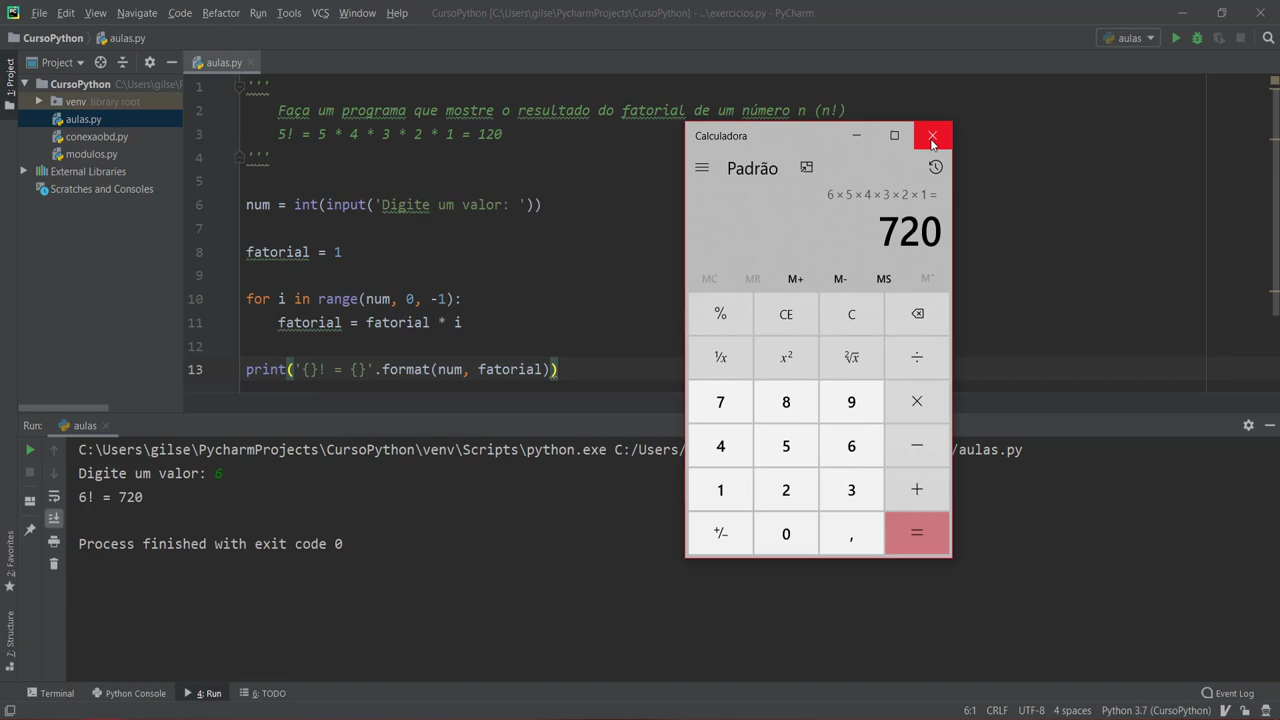 File Edit View Navigate Code Refactor Run Tools VCS Window Help CursoPython [C:\Users\gilse\PycharmProjects\CursoPython] - ...\exercicios.py - PyCharm
CursoPython aulas.py
aulas
Project
aulas.py
1: Project
CursoPython C:\Users\gilse\
venv library root
aulas.py
conexaobd.py
modulos.py
External Libraries
Scratches and Consoles
1 '''
2 Faça um programa que mostre o resultado do fatorial de um número n (n!)
3 5! = 5 * 4 * 3 * 2 * 1 = 120
4 '''
5
6 num = int(input('Digite um valor: '))
7
8 fatorial = 1
9
10 for i in range(num, 0, -1):
11 fatorial = fatorial * i
12
13 print('{}! = {}'.format(num, fatorial))
Calculadora
Padrão
6 × 5 × 4 × 3 × 2 × 1 =
720
MC MR M+ M- MS M˅
% CE C ⌫
¹/x x² ²√x ÷
7 8 9 ×
4 5 6 −
1 2 3 +
+/− 0 , =
Run: aulas
C:\Users\gilse\PycharmProjects\CursoPython\venv\Scripts\python.exe C:/Users/ /aulas.py
Digite um valor: 6
6! = 720
Process finished with exit code 0
2: Favorites
7: Structure
Terminal Python Console 4: Run 6: TODO Event Log
6:1 CRLF UTF-8 4 spaces Python 3.7 (CursoPython)